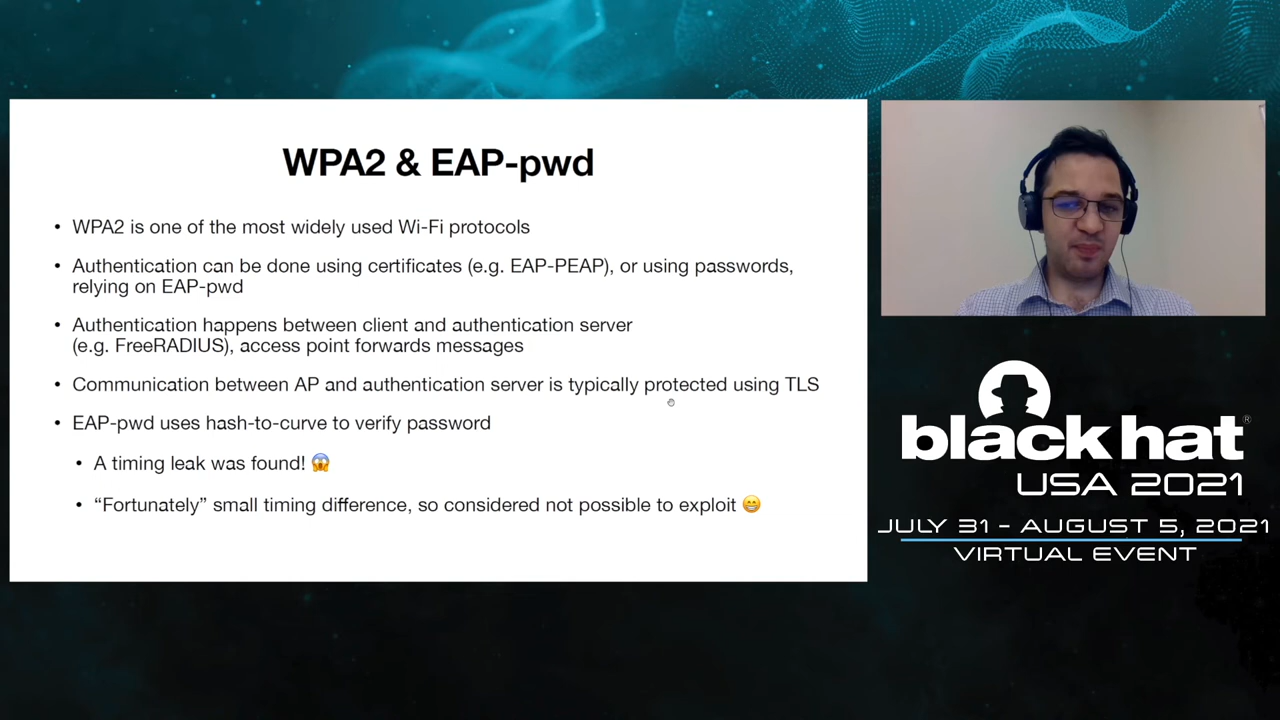 WPA2 & EAP-pwd
• WPA2 is one of the most widely used Wi-Fi protocols
• Authentication can be done using certificates (e.g. EAP-PEAP), or using passwords,
relying on EAP-pwd
• Authentication happens between client and authentication server
(e.g. FreeRADIUS), access point forwards messages
• Communication between AP and authentication server is typically protected using TLS
• EAP-pwd uses hash-to-curve to verify password
• A timing leak was found! 😱
• “Fortunately” small timing difference, so considered not possible to exploit 😁
black hat®
USA 2021
JULY 31 - AUGUST 5, 2021
VIRTUAL EVENT